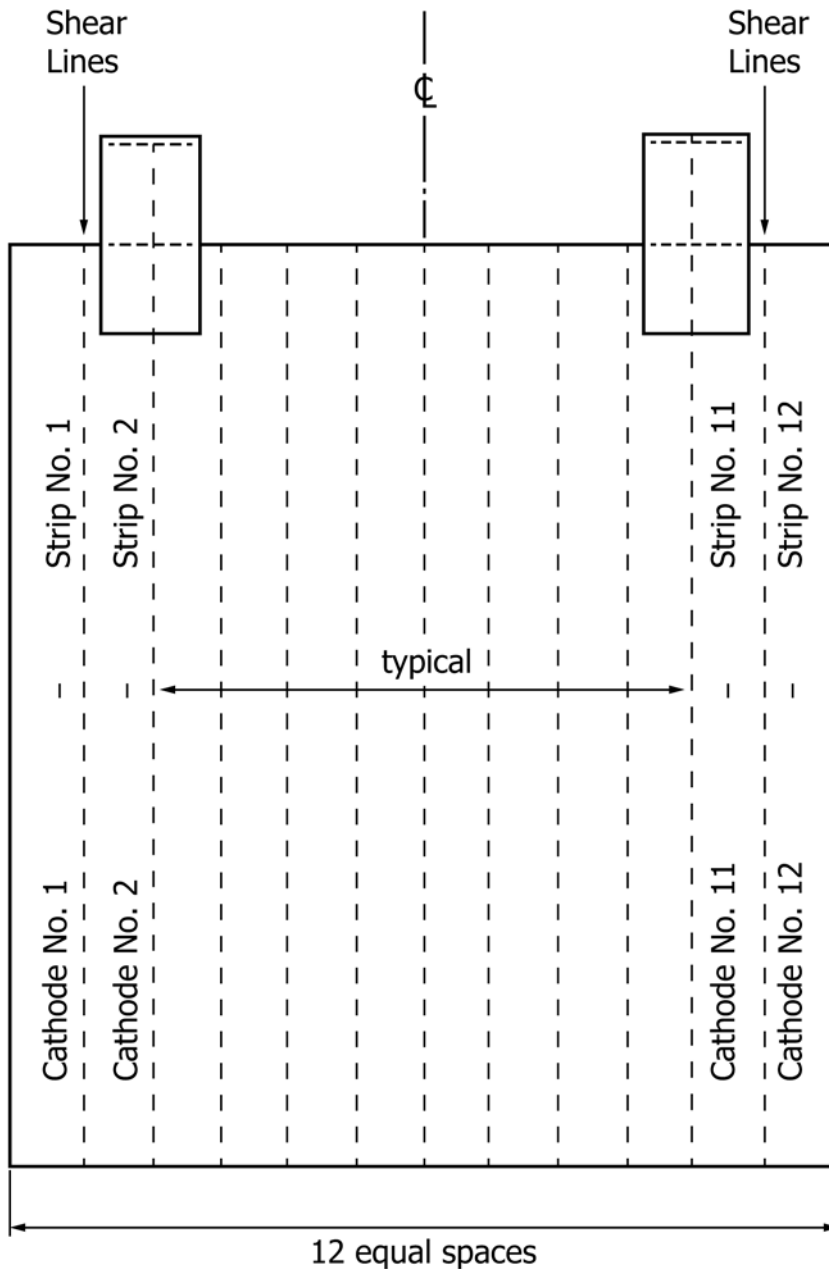 Shear
Lines
Shear
Lines
℄
Strip No. 1
Strip No. 2
Strip No. 11
Strip No. 12
typical
– – – –
Cathode No. 1
Cathode No. 2
Cathode No. 11
Cathode No. 12
12 equal spaces